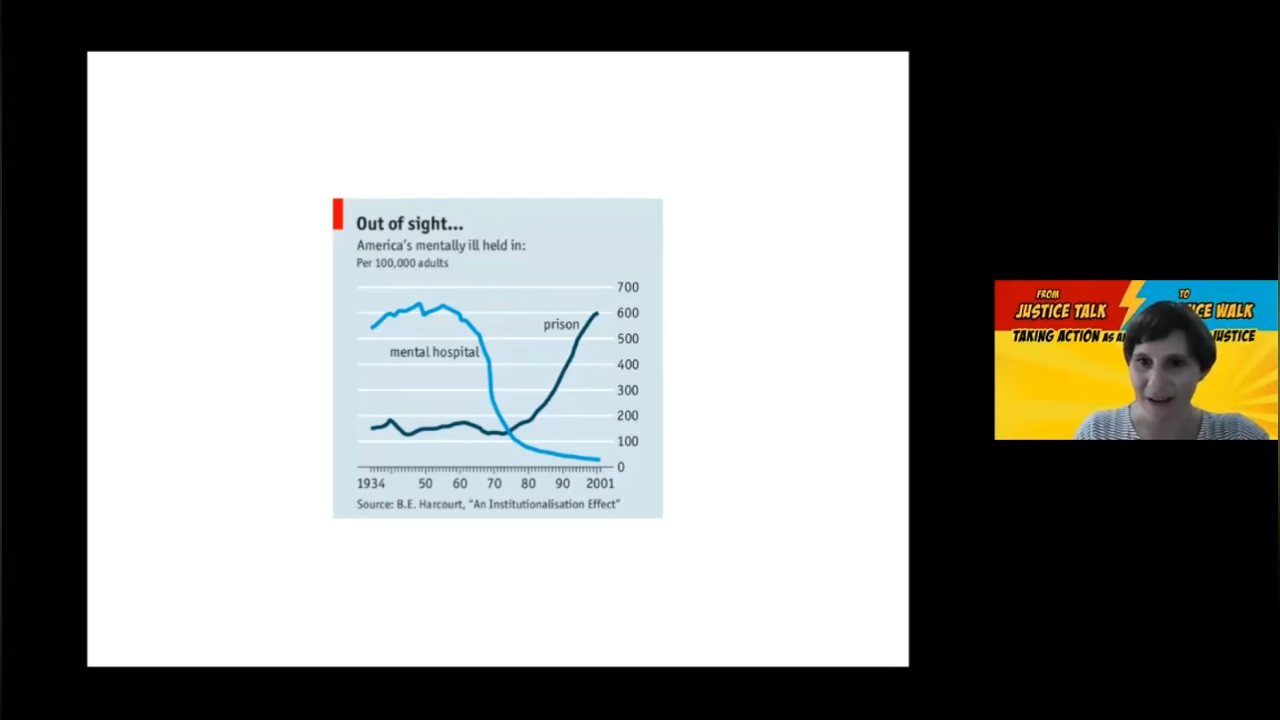 Out of sight...
America's mentally ill held in:
Per 100,000 adults
700
600
500
400
300
200
100
0
prison
mental hospital
1934 50 60 70 80 90 2001
Source: B.E. Harcourt, "An Institutionalisation Effect"
FROM
JUSTICE TALK
TO
WALK
TAKING ACTION AS
JUSTICE